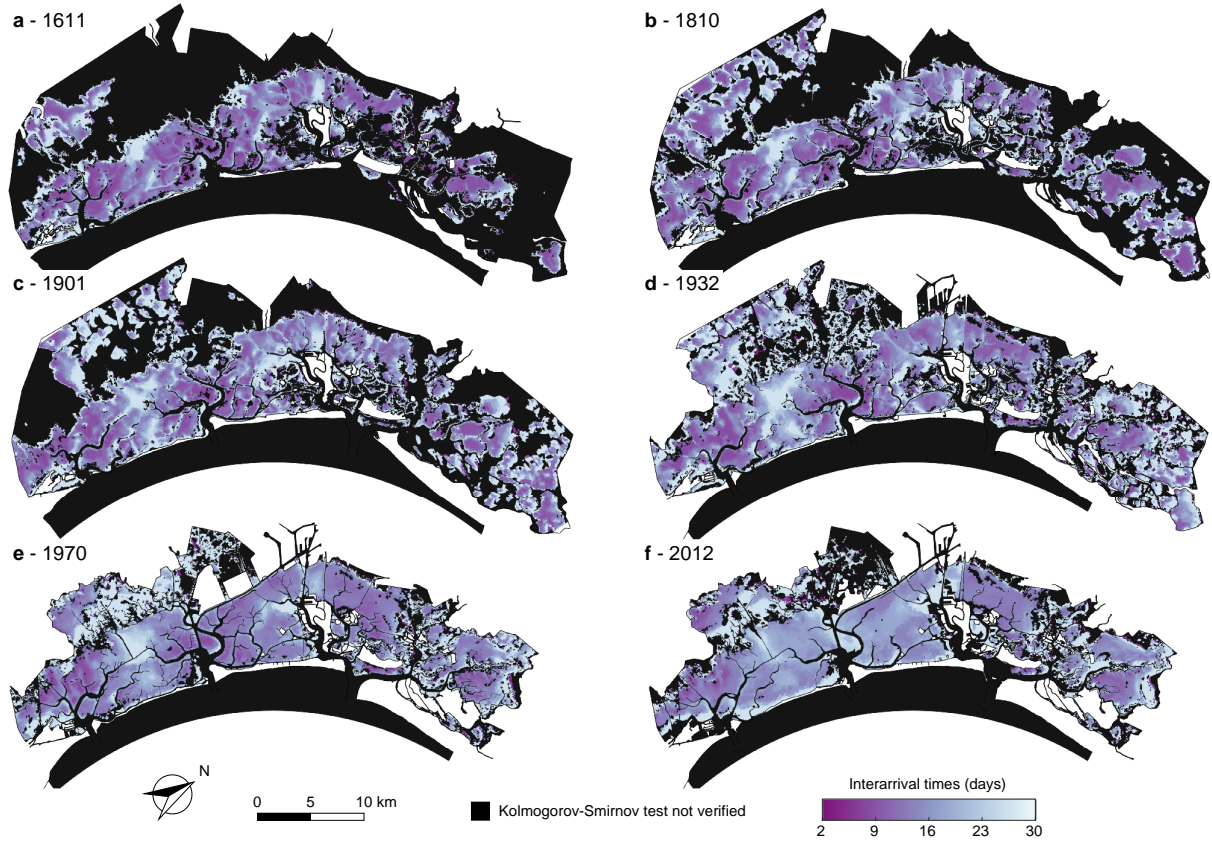 a - 1611
b - 1810
c - 1901
d - 1932
e - 1970
f - 2012
N
0 5 10 km
Kolmogorov-Smirnov test not verified
Interarrival times (days)
2 9 16 23 30